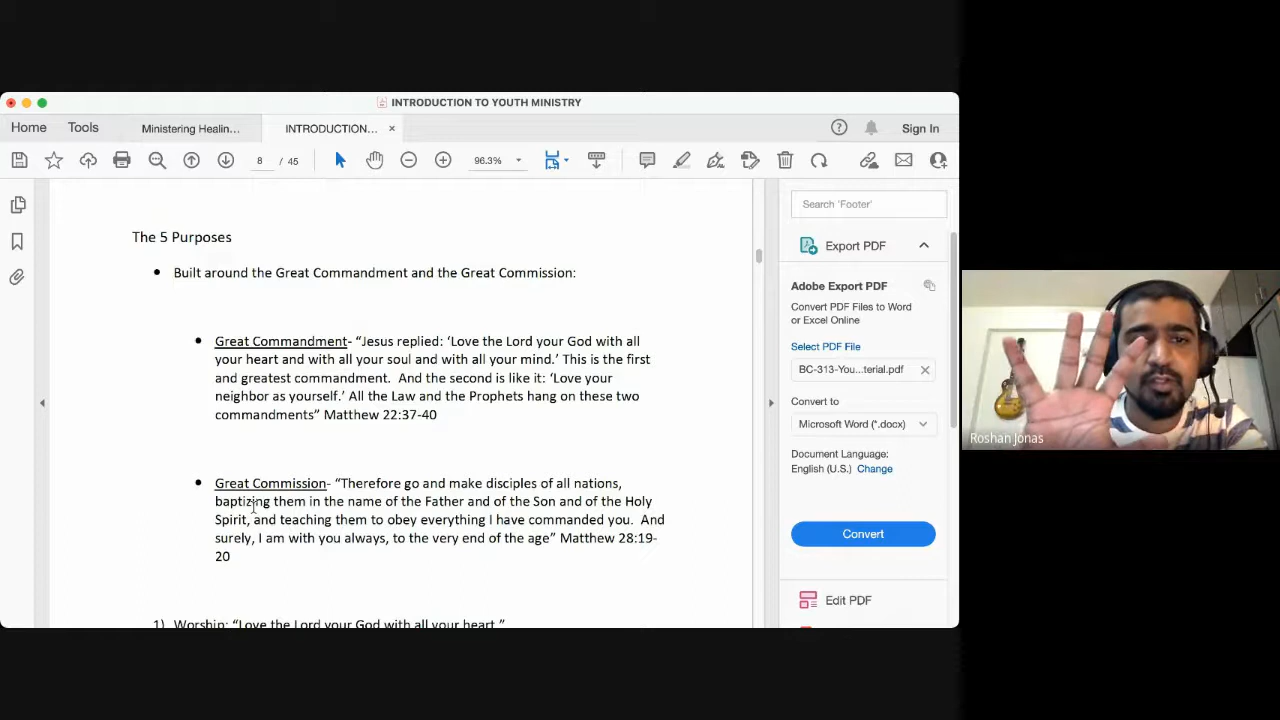 INTRODUCTION TO YOUTH MINISTRY
Home
Tools
Ministering Healin...
INTRODUCTION... ×
Sign In
8 / 45
96.3%
The 5 Purposes
• Built around the Great Commandment and the Great Commission:
• Great Commandment- “Jesus replied: ‘Love the Lord your God with all
your heart and with all your soul and with all your mind.’ This is the first
and greatest commandment.  And the second is like it: ‘Love your
neighbor as yourself.’ All the Law and the Prophets hang on these two
commandments” Matthew 22:37-40
• Great Commission- “Therefore go and make disciples of all nations,
baptizing them in the name of the Father and of the Son and of the Holy
Spirit, and teaching them to obey everything I have commanded you.  And
surely, I am with you always, to the very end of the age” Matthew 28:19-
20
1) Worship: “Love the Lord your God with all your heart.”
Search 'Footer'
Export PDF
Adobe Export PDF
Convert PDF Files to Word
or Excel Online
Select PDF File
BC-313-You...terial.pdf
Convert to
Microsoft Word (*.docx)
Document Language:
English (U.S.) Change
Convert
Edit PDF
Roshan Jonas